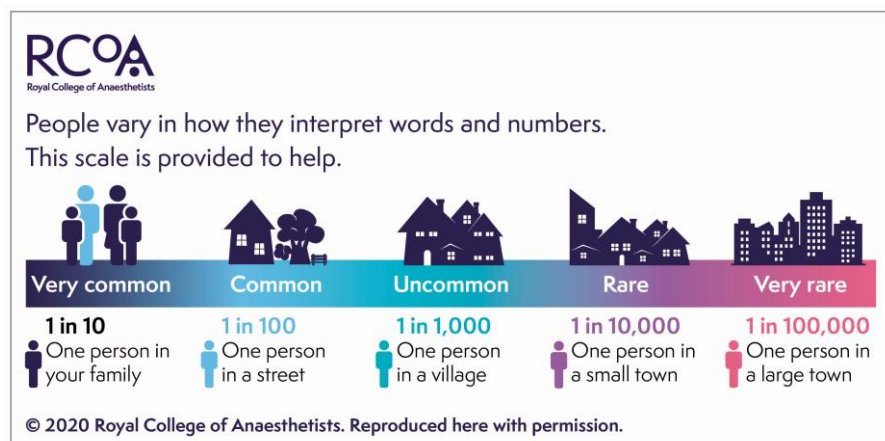 RCOA
Royal College of Anaesthetists
People vary in how they interpret words and numbers.
This scale is provided to help.
Very common
Common
Uncommon
Rare
Very rare
1 in 10
One person in
your family
1 in 100
One person
in a street
1 in 1,000
One person
in a village
1 in 10,000
One person in
a small town
1 in 100,000
One person in
a large town
© 2020 Royal College of Anaesthetists. Reproduced here with permission.